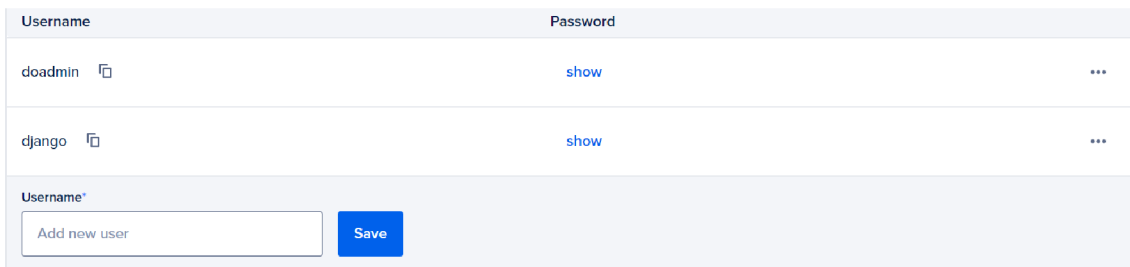 Username Password
doadmin show
django show
Username*
Add new user Save